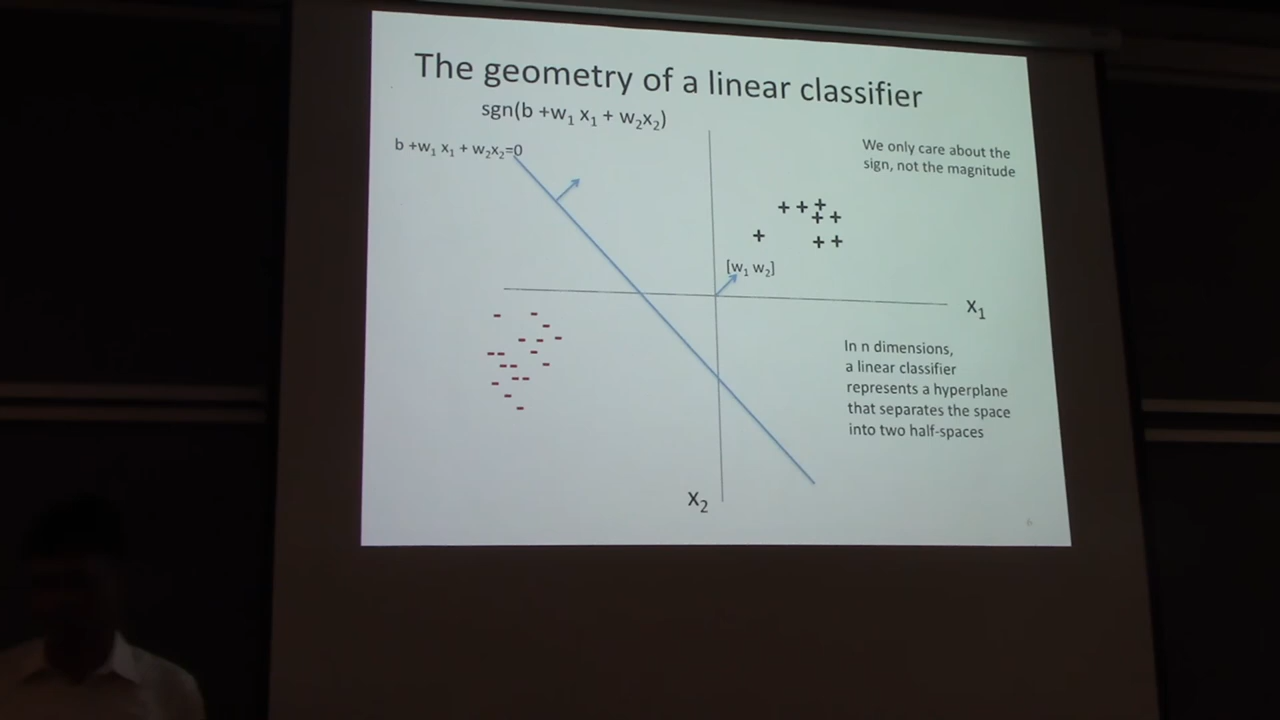 The geometry of a linear classifier
sgn(b +w₁ x₁ + w₂x₂)
b +w₁ x₁ + w₂x₂=0
We only care about the
sign, not the magnitude
[w₁ w₂]
x₁
In n dimensions,
a linear classifier
represents a hyperplane
that separates the space
into two half-spaces
x₂